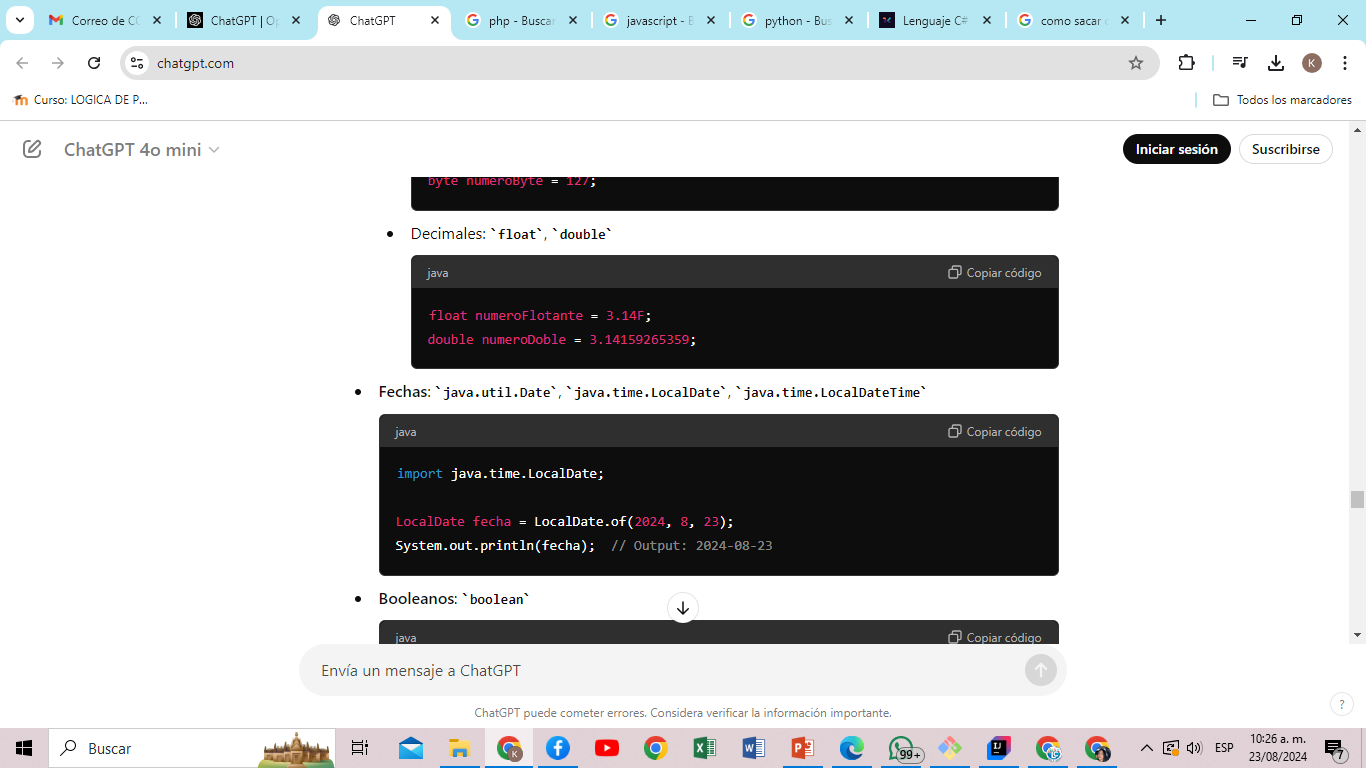 Correo de CO
ChatGPT | Op
ChatGPT
php - Buscar
javascript - B
python - Bus
Lenguaje C#
como sacar c
chatgpt.com
K
Curso: LOGICA DE P...
Todos los marcadores
ChatGPT 4o mini
Iniciar sesión
Suscribirse
byte numeroByte = 127;
• Decimales: `float`, `double`
java
Copiar código
float numeroFlotante = 3.14F;
double numeroDoble = 3.14159265359;
• Fechas: `java.util.Date`, `java.time.LocalDate`, `java.time.LocalDateTime`
java
Copiar código
import java.time.LocalDate;
LocalDate fecha = LocalDate.of(2024, 8, 23);
System.out.println(fecha);  // Output: 2024-08-23
• Booleanos: `boolean`
java
Copiar código
Envía un mensaje a ChatGPT
ChatGPT puede cometer errores. Considera verificar la información importante.
?
Buscar
K
99+
ESP
10:26 a. m.
23/08/2024
7